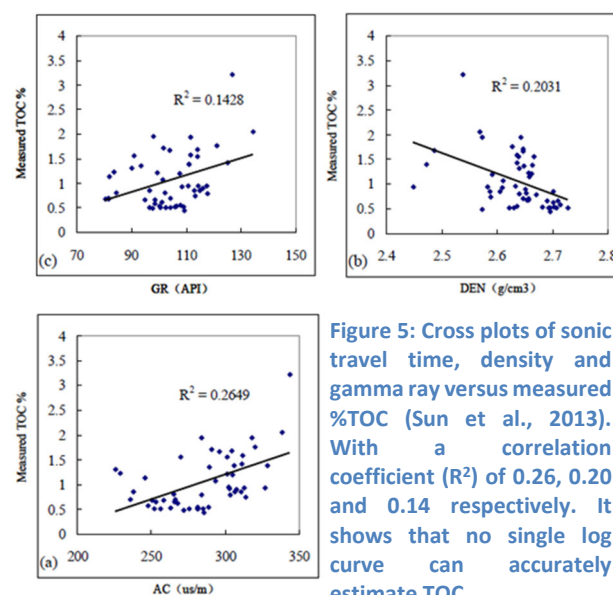 4
3.5
3
2.5
2
1.5
1
0.5
0
Measured TOC %
R² = 0.1428
(c)
70 90 110 130 150
GR（API）
4
3.5
3
2.5
2
1.5
1
0.5
0
Measured TOC %
R² = 0.2031
(b)
2.4 2.5 2.6 2.7 2.8
DEN（g/cm3）
4
3.5
3
2.5
2
1.5
1
0.5
0
Measured TOC %
R² = 0.2649
(a)
200 250 300 350
AC（us/m）
Figure 5: Cross plots of sonic
travel time, density and
gamma ray versus measured
%TOC (Sun et al., 2013).
With a correlation
coefficient (R²) of 0.26, 0.20
and 0.14 respectively. It
shows that no single log
curve can accurately
estimate TOC